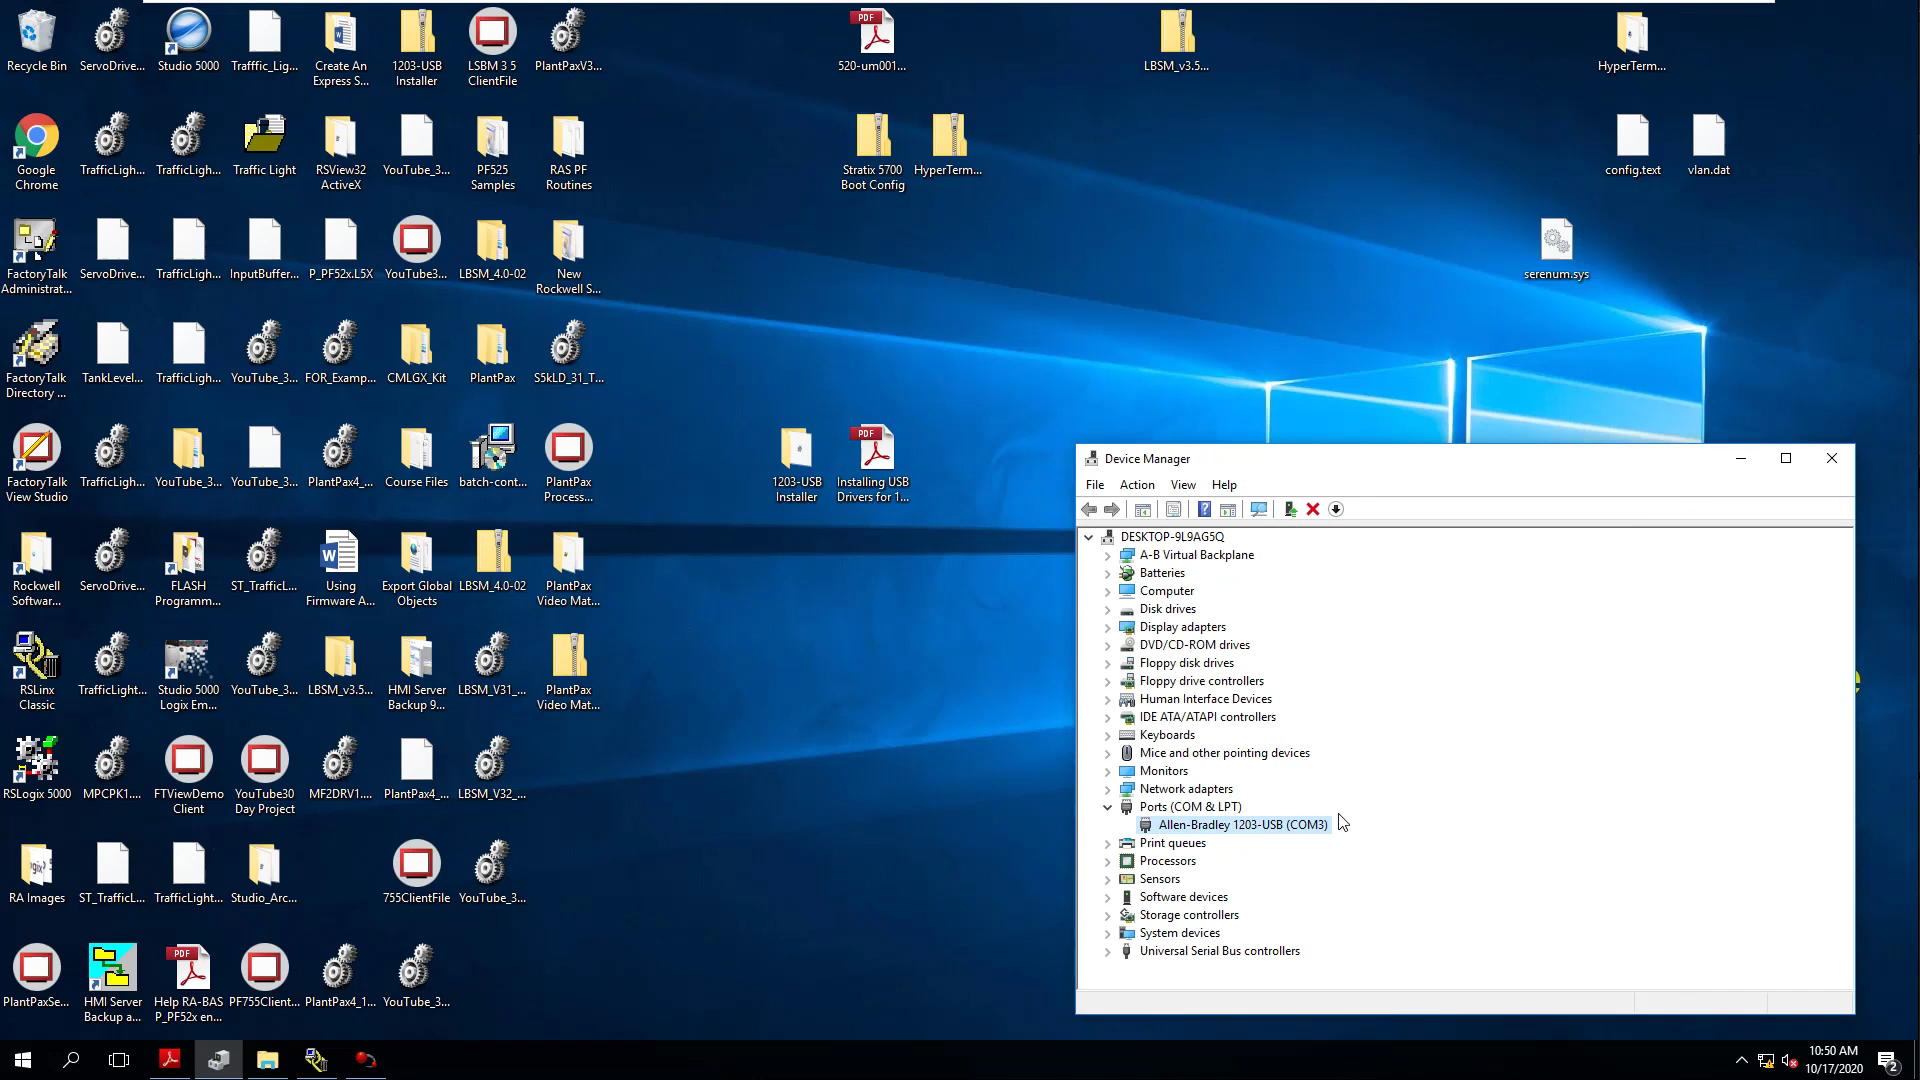 Recycle Bin
ServoDrive...
Studio 5000
Trafffic_Lig...
Create An
Express S...
1203-USB
Installer
LSBM 3 5
ClientFile
PlantPaxV3...
520-um001...
LBSM_v3.5...
HyperTerm...
Google
Chrome
TrafficLigh...
TrafficLigh...
Traffic Light
RSView32
ActiveX
YouTube_3...
PF525
Samples
RAS PF
Routines
Stratix 5700
Boot Config
HyperTerm...
config.text
vlan.dat
FactoryTalk
Administrat...
ServoDrive...
TrafficLigh...
InputBuffer...
P_PF52x.L5X
YouTube3...
LBSM_4.0-02
New
Rockwell S...
serenum.sys
FactoryTalk
Directory ...
TankLevel...
TrafficLigh...
YouTube_3...
FOR_Examp...
CMLGX_Kit
PlantPax
S5kLD_31_T...
FactoryTalk
View Studio
TrafficLigh...
YouTube_3...
YouTube_3...
PlantPax4_...
Course Files
batch-cont...
PlantPax
Process...
1203-USB
Installer
Installing USB
Drivers for 1...
Rockwell
Softwar...
ServoDrive...
FLASH
Programm...
ST_TrafficL...
Using
Firmware A...
Export Global
Objects
LBSM_4.0-02
PlantPax
Video Mat...
RSLinx
Classic
TrafficLight...
Studio 5000
Logix Em...
YouTube_3...
LBSM_v3.5...
HMI Server
Backup 9...
LBSM_V31_...
PlantPax
Video Mat...
RSLogix 5000
MPCPK1....
FTViewDemo
Client
YouTube30
Day Project
MF2DRV1....
PlantPax4_...
LBSM_V32_...
RA Images
ST_TrafficL...
TrafficLight...
Studio_Arc...
755ClientFile
YouTube_3...
PlantPaxSe...
HMI Server
Backup a...
Help RA-BAS
P_PF52x en...
PF755Client...
PlantPax4_1...
YouTube_3...
Device Manager
File Action View Help
DESKTOP-9L9AG5Q
A-B Virtual Backplane
Batteries
Computer
Disk drives
Display adapters
DVD/CD-ROM drives
Floppy disk drives
Floppy drive controllers
Human Interface Devices
IDE ATA/ATAPI controllers
Keyboards
Mice and other pointing devices
Monitors
Network adapters
Ports (COM & LPT)
Allen-Bradley 1203-USB (COM3)
Print queues
Processors
Sensors
Software devices
Storage controllers
System devices
Universal Serial Bus controllers
10:50 AM
10/17/2020
2